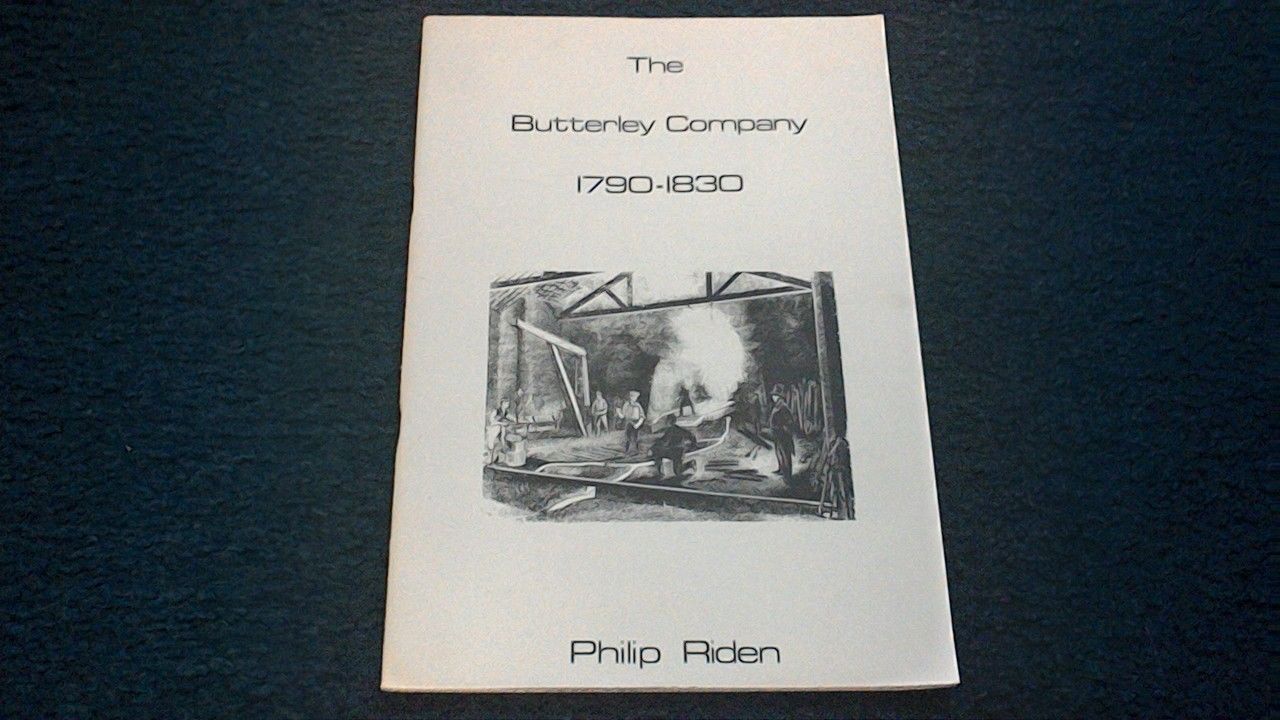 The
Butterley Company
1790-1830
Philip Riden